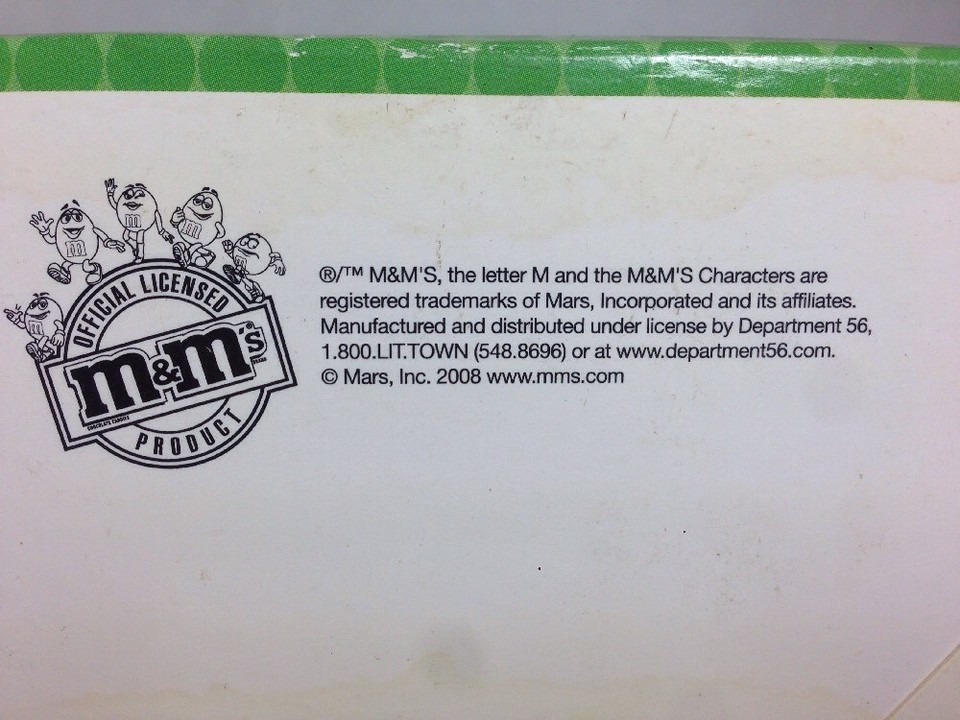 OFFICIAL LICENSED
m&m's
PRODUCT
®/™ M&M'S, the letter M and the M&M'S Characters are
registered trademarks of Mars, Incorporated and its affiliates.
Manufactured and distributed under license by Department 56,
1.800.LIT.TOWN (548.8696) or at www.department56.com.
© Mars, Inc. 2008 www.mms.com